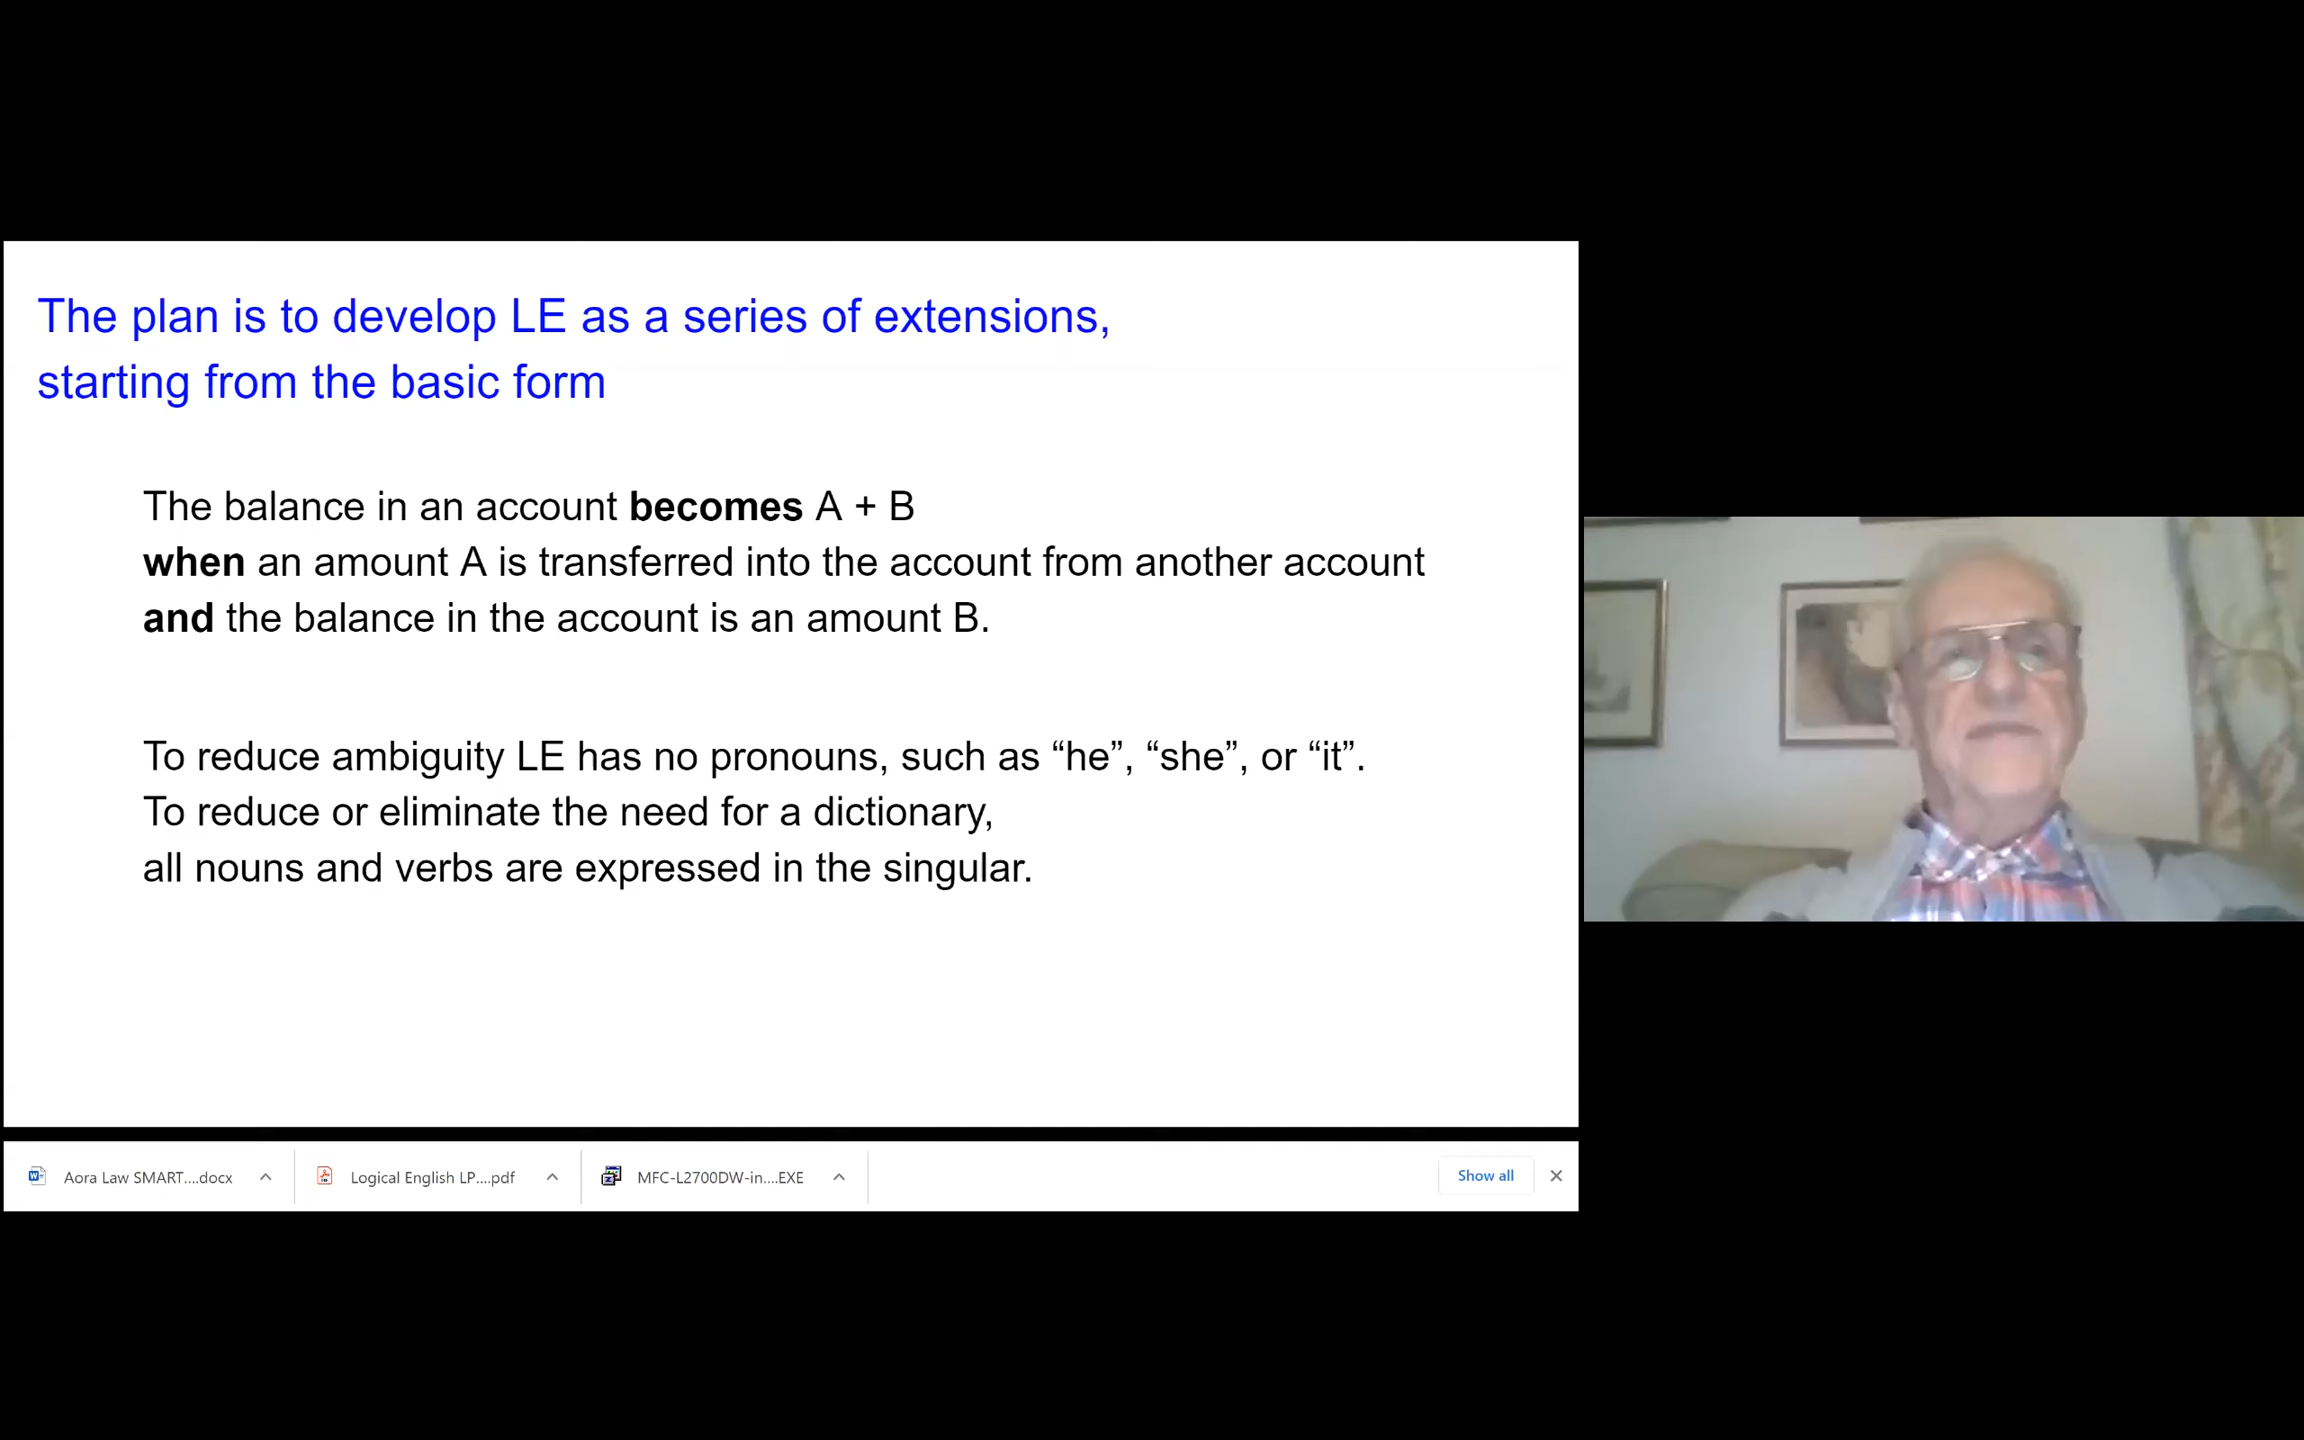 The plan is to develop LE as a series of extensions,
starting from the basic form
The balance in an account becomes A + B
when an amount A is transferred into the account from another account
and the balance in the account is an amount B.
To reduce ambiguity LE has no pronouns, such as “he”, “she”, or “it”.
To reduce or eliminate the need for a dictionary,
all nouns and verbs are expressed in the singular.
Aora Law SMART....docx
Logical English LP....pdf
MFC-L2700DW-in....EXE
Show all